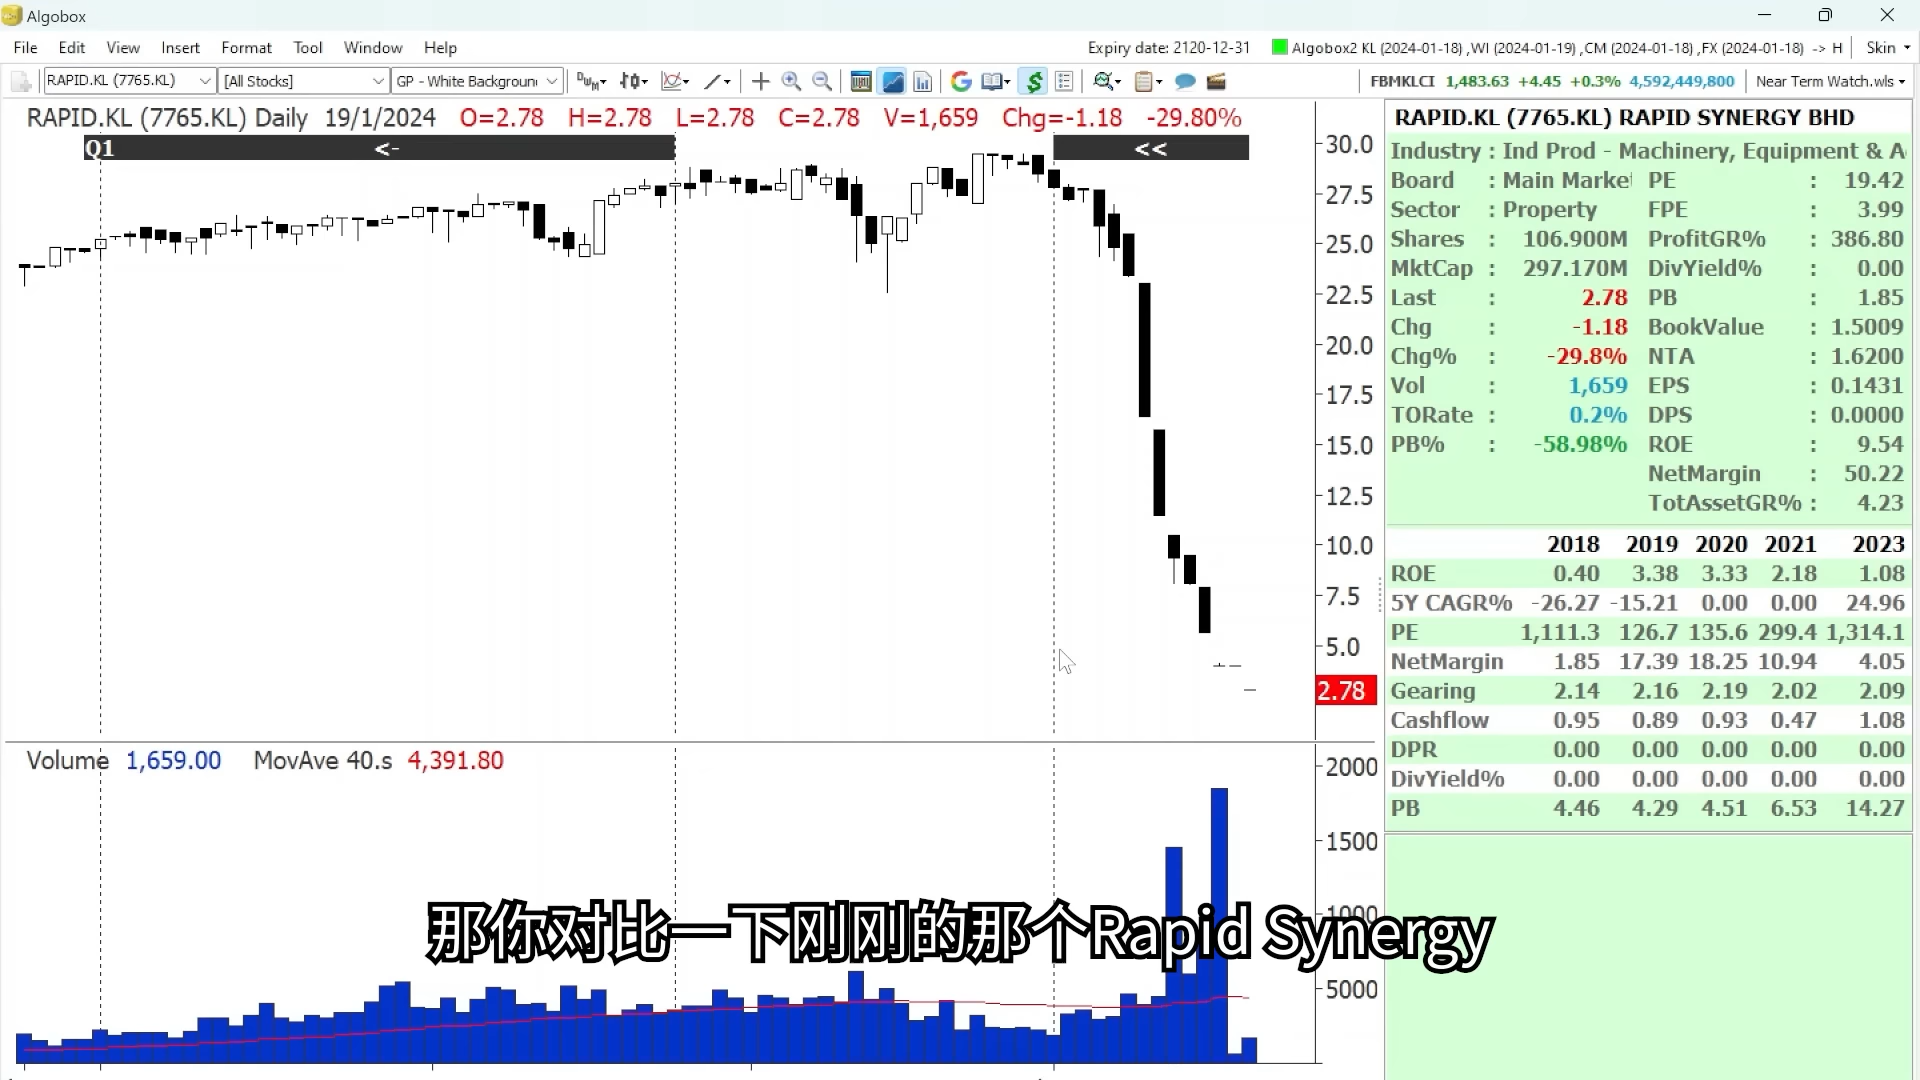 Algobox
File Edit View Insert Format Tool Window Help
Expiry date: 2120-12-31 Algobox2 KL (2024-01-18) ,WI (2024-01-19) ,CM (2024-01-18) ,FX (2024-01-18) -> H Skin
RAPID.KL (7765.KL) [All Stocks] GP - White Background
FBMKLCI 1,483.63 +4.45 +0.3% 4,592,449,800 Near Term Watch.wls
RAPID.KL (7765.KL) Daily 19/1/2024 O=2.78 H=2.78 L=2.78 C=2.78 V=1,659 Chg=-1.18 -29.80%
Q1 <- <<
30.0
27.5
25.0
22.5
20.0
17.5
15.0
12.5
10.0
7.5
5.0
2.78
Volume 1,659.00 MovAve 40.s 4,391.80
2000
1500
1000
5000
RAPID.KL (7765.KL) RAPID SYNERGY BHD
Industry : Ind Prod - Machinery, Equipment & A
Board : Main Market PE : 19.42
Sector : Property FPE : 3.99
Shares : 106.900M ProfitGR% : 386.80
MktCap : 297.170M DivYield% : 0.00
Last : 2.78 PB : 1.85
Chg : -1.18 BookValue : 1.5009
Chg% : -29.8% NTA : 1.6200
Vol : 1,659 EPS : 0.1431
TORate : 0.2% DPS : 0.0000
PB% : -58.98% ROE : 9.54
NetMargin : 50.22
TotAssetGR% : 4.23
2018 2019 2020 2021 2023
ROE 0.40 3.38 3.33 2.18 1.08
5Y CAGR% -26.27 -15.21 0.00 0.00 24.96
PE 1,111.3 126.7 135.6 299.4 1,314.1
NetMargin 1.85 17.39 18.25 10.94 4.05
Gearing 2.14 2.16 2.19 2.02 2.09
Cashflow 0.95 0.89 0.93 0.47 1.08
DPR 0.00 0.00 0.00 0.00 0.00
DivYield% 0.00 0.00 0.00 0.00 0.00
PB 4.46 4.29 4.51 6.53 14.27
那你对比一下刚刚的那个Rapid Synergy